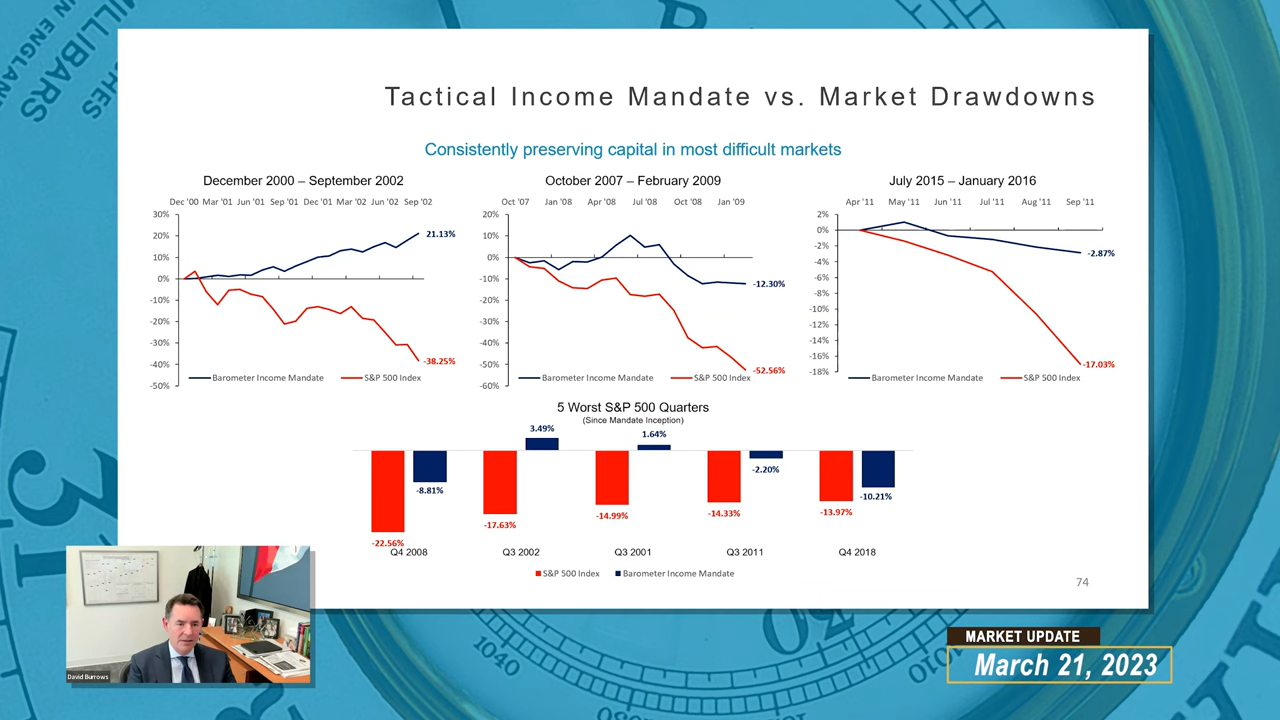 MILLIBARS
IN ENGLAND
Tactical Income Mandate vs. Market Drawdowns
Consistently preserving capital in most difficult markets
December 2000 – September 2002
Dec '00 Mar '01 Jun '01 Sep '01 Dec '01 Mar '02 Jun '02 Sep '02
30%
20%
10%
0%
-10%
-20%
-30%
-40%
-50%
21.13%
-38.25%
Barometer Income Mandate S&P 500 Index
October 2007 – February 2009
Oct '07 Jan '08 Apr '08 Jul '08 Oct '08 Jan '09
20%
10%
0%
-10%
-20%
-30%
-40%
-50%
-60%
-12.30%
-52.56%
Barometer Income Mandate S&P 500 Index
July 2015 – January 2016
Apr '11 May '11 Jun '11 Jul '11 Aug '11 Sep '11
2%
0%
-2%
-4%
-6%
-8%
-10%
-12%
-14%
-16%
-18%
-2.87%
-17.03%
Barometer Income Mandate S&P 500 Index
5 Worst S&P 500 Quarters
(Since Mandate Inception)
3.49% 1.64%
-8.81% -2.20% -10.21%
-22.56% -17.63% -14.99% -14.33% -13.97%
Q4 2008 Q3 2002 Q3 2001 Q3 2011 Q4 2018
S&P 500 Index Barometer Income Mandate
74
David Burrows
1040
MARKET UPDATE
March 21, 2023